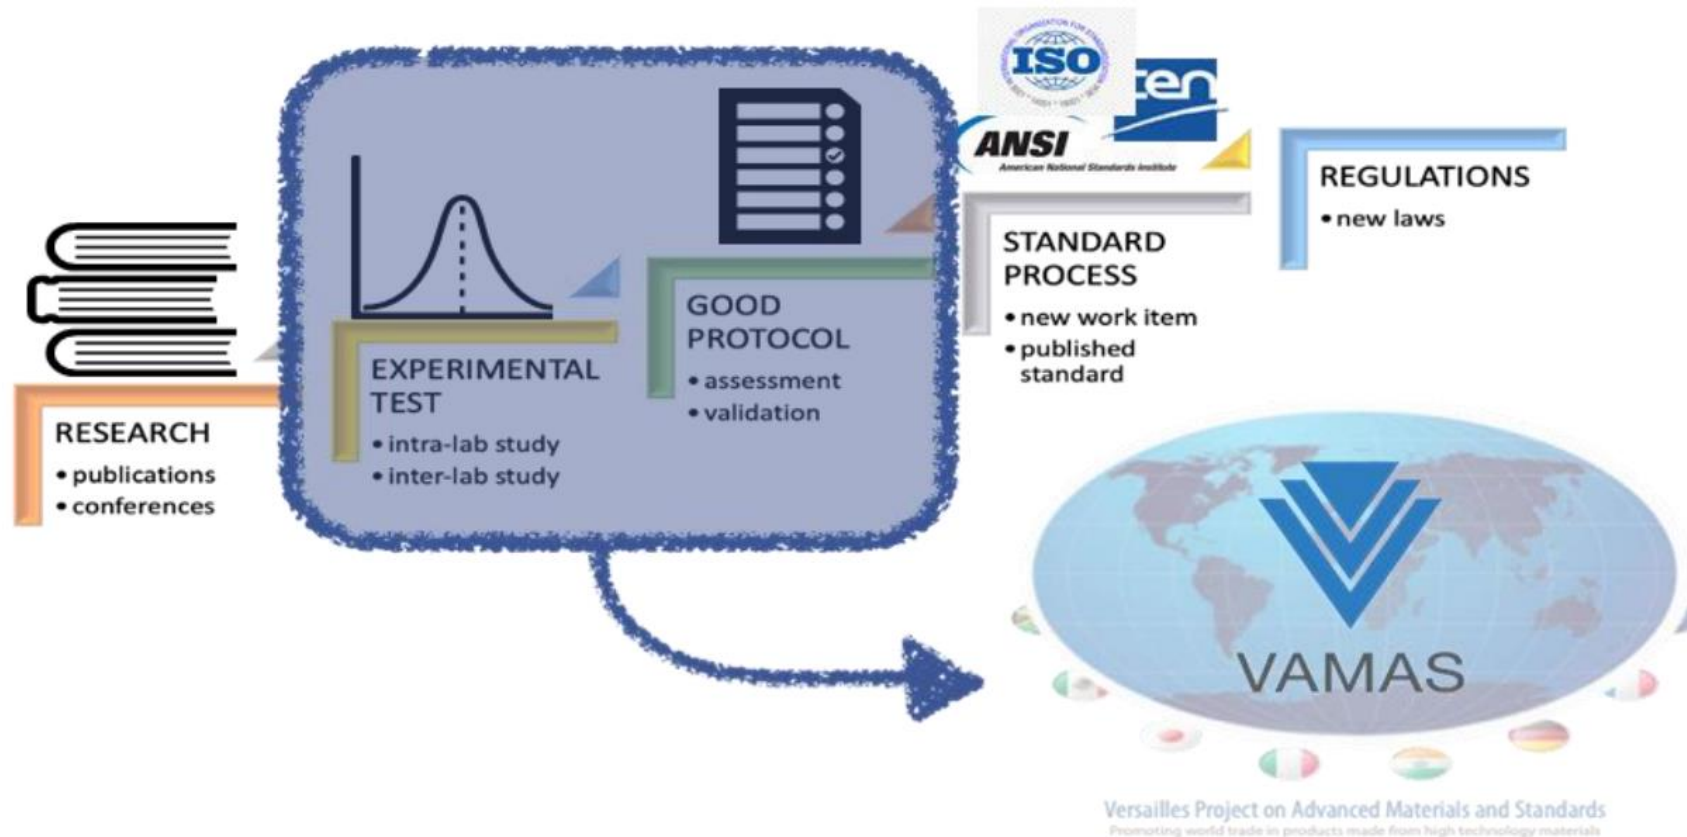 RESEARCH
• publications
• conferences
EXPERIMENTAL
TEST
• intra-lab study
• inter-lab study
GOOD
PROTOCOL
• assessment
• validation
ISO
cen
ANSI
American National Standards Institute
STANDARD
PROCESS
• new work item
• published
standard
REGULATIONS
• new laws
VAMAS
Versailles Project on Advanced Materials and Standards
Promoting world trade in products made from high technology materials